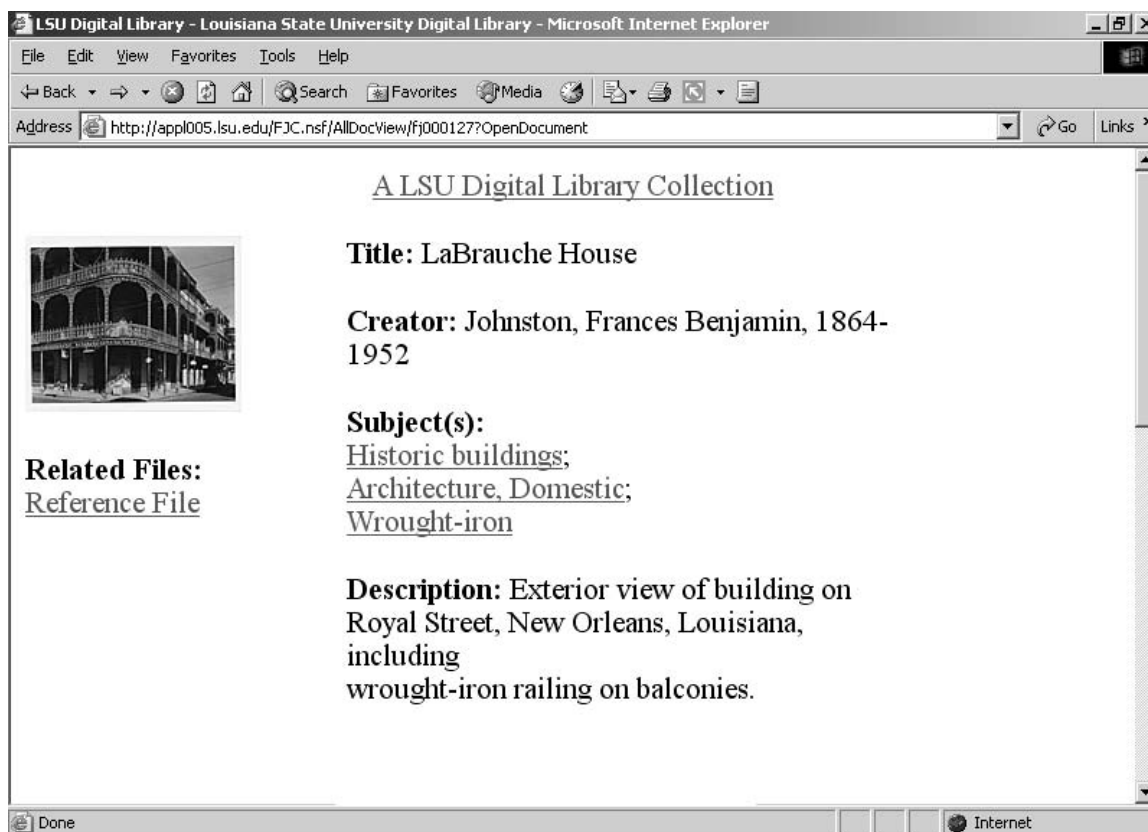 LSU Digital Library - Louisiana State University Digital Library - Microsoft Internet Explorer
File Edit View Favorites Tools Help
Back Search Favorites Media
Address http://appl005.lsu.edu/FJC.nsf/AllDocView/fj000127?OpenDocument Go Links
A LSU Digital Library Collection
Title: LaBrauche House
Creator: Johnston, Frances Benjamin, 1864-
1952
Subject(s):
Historic buildings;
Architecture, Domestic;
Wrought-iron
Related Files:
Reference File
Description: Exterior view of building on
Royal Street, New Orleans, Louisiana,
including
wrought-iron railing on balconies.
Done Internet